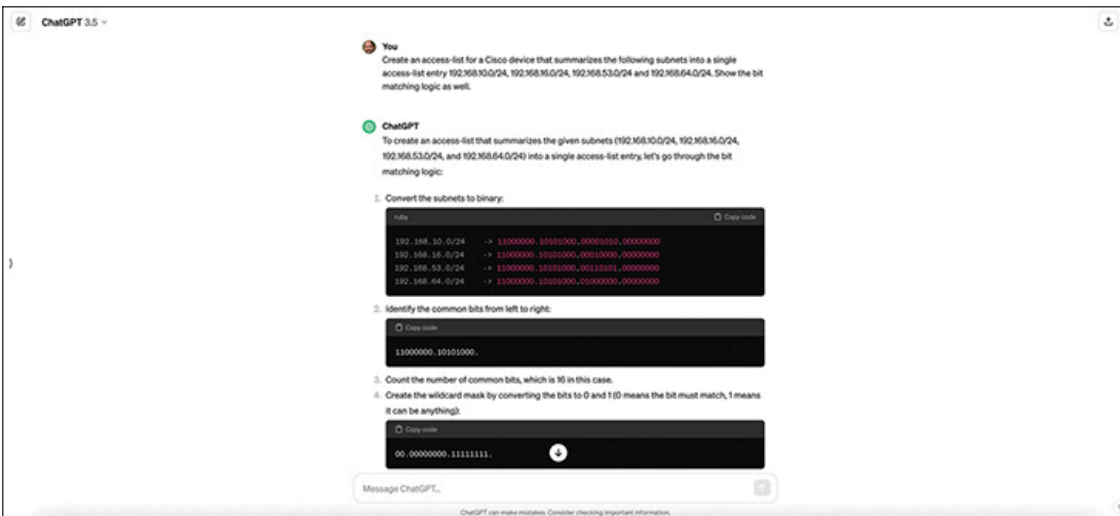 ChatGPT 3.5
You
Create an access-list for a Cisco device that summarizes the following subnets into a single
access-list entry 192.168.10.0/24, 192.168.16.0/24, 192.168.53.0/24 and 192.168.64.0/24. Show the bit
matching logic as well.
ChatGPT
To create an access-list that summarizes the given subnets (192.168.10.0/24, 192.168.16.0/24,
192.168.53.0/24, and 192.168.64.0/24) into a single access-list entry, let's go through the bit
matching logic:
1. Convert the subnets to binary:
ruby Copy code
192.168.10.0/24 -> 11000000.10101000.00001010.00000000
192.168.16.0/24 -> 11000000.10101000.00010000.00000000
192.168.53.0/24 -> 11000000.10101000.00110101.00000000
192.168.64.0/24 -> 11000000.10101000.01000000.00000000
2. Identify the common bits from left to right:
Copy code
11000000.10101000.
3. Count the number of common bits, which is 16 in this case.
4. Create the wildcard mask by converting the bits to 0 and 1 (0 means the bit must match, 1 means
it can be anything):
Copy code
00.00000000.11111111.
Message ChatGPT...
ChatGPT can make mistakes. Consider checking important information.